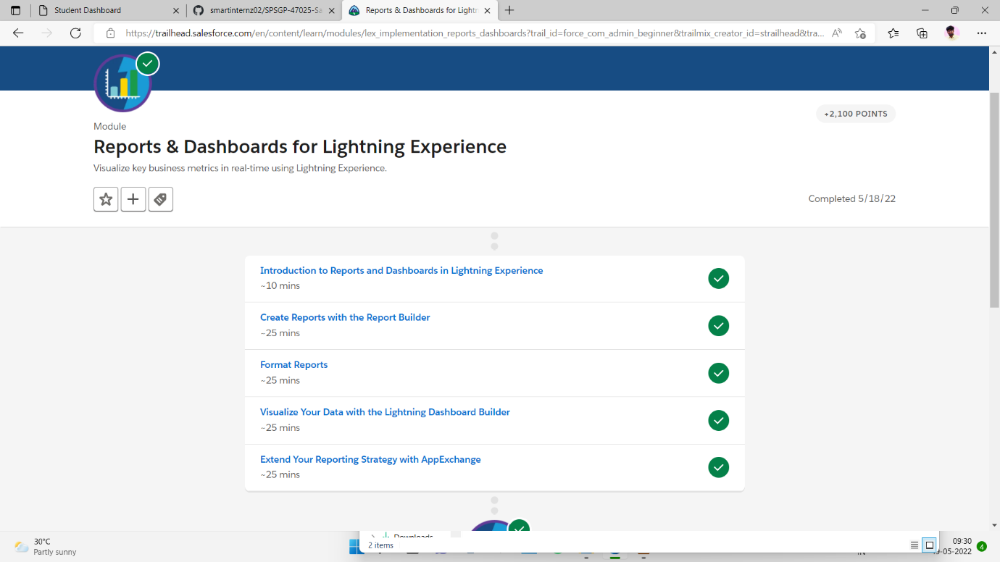 Student Dashboard
smartinternz02/SPSGP-47025-Sa
Reports & Dashboards for Lightn
https://trailhead.salesforce.com/en/content/learn/modules/lex_implementation_reports_dashboards?trail_id=force_com_admin_beginner&trailmix_creator_id=strailhead&tra...
+2,100 POINTS
Module
Reports & Dashboards for Lightning Experience
Visualize key business metrics in real-time using Lightning Experience.
Completed 5/18/22
Introduction to Reports and Dashboards in Lightning Experience
~10 mins
Create Reports with the Report Builder
~25 mins
Format Reports
~25 mins
Visualize Your Data with the Lightning Dashboard Builder
~25 mins
Extend Your Reporting Strategy with AppExchange
~25 mins
Downloads
2 items
30°C
Partly sunny
IN
09:30
9-05-2022
4